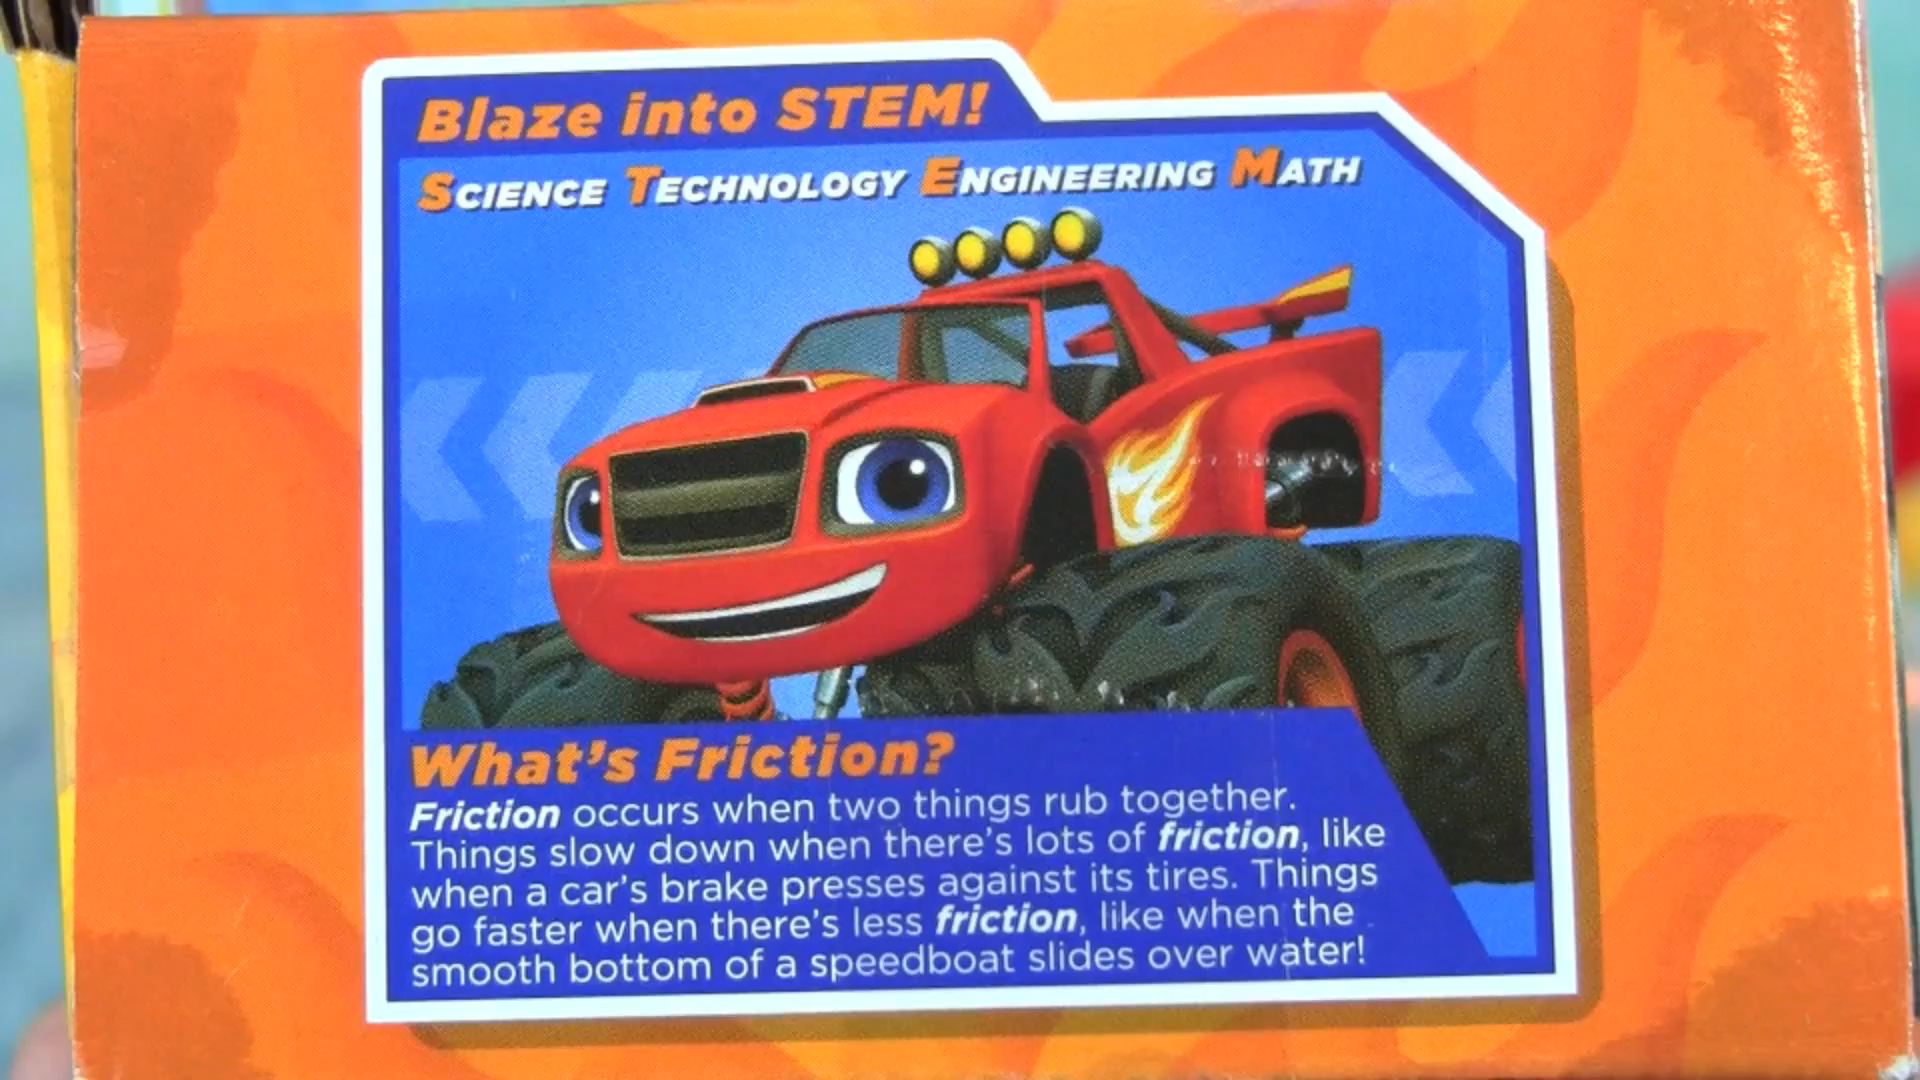 Blaze into STEM!
SCIENCE TECHNOLOGY ENGINEERING MATH
What's Friction?
Friction occurs when two things rub together.
Things slow down when there's lots of friction, like
when a car's brake presses against its tires. Things
go faster when there's less friction, like when the
smooth bottom of a speedboat slides over water!